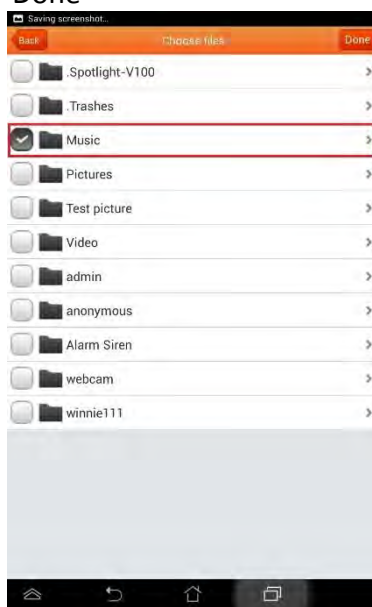 Done
Saving screenshot...
Back Choose files Done
.Spotlight-V100
.Trashes
Music
Pictures
Test picture
Video
admin
anonymous
Alarm Siren
webcam
winnie111